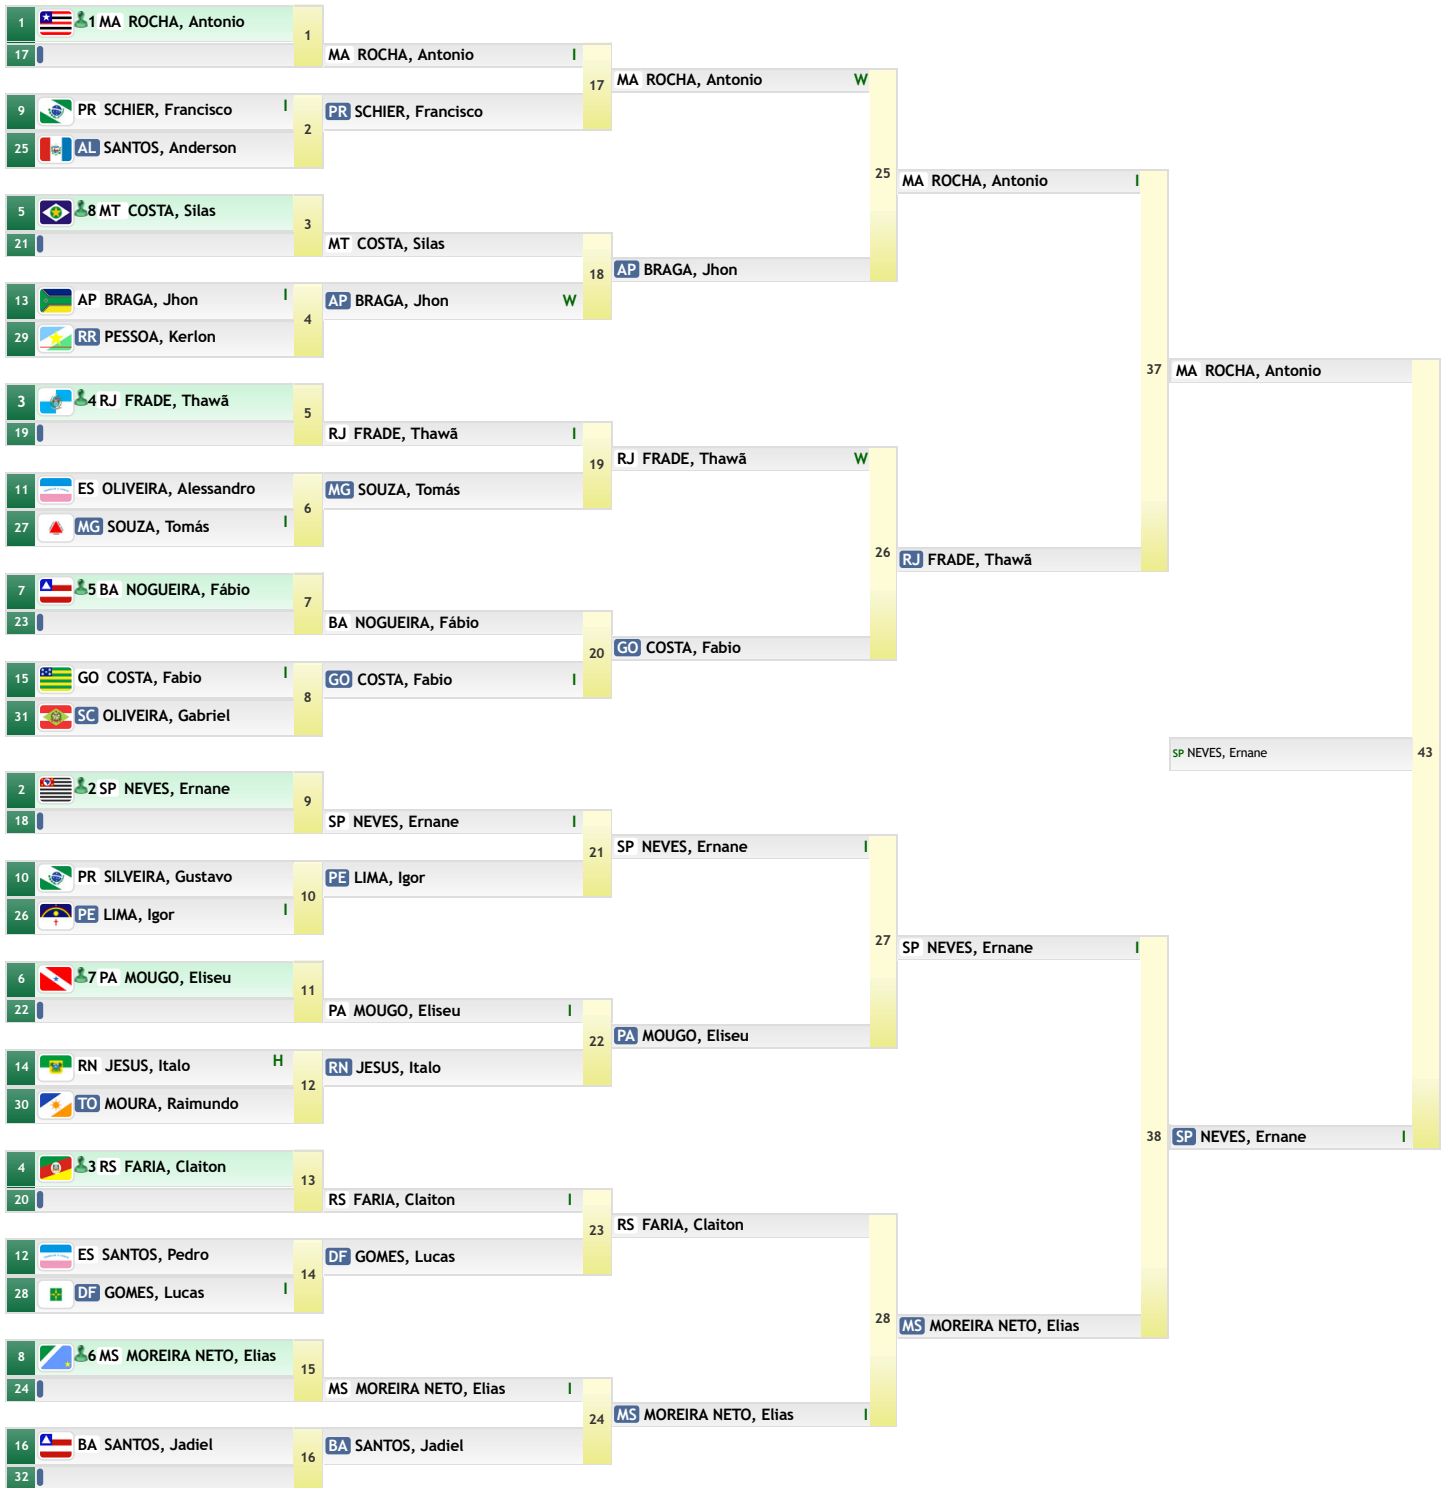 1 1 MA ROCHA, Antonio
1
17
MA ROCHA, Antonio I
17
MA ROCHA, Antonio W
9 PR SCHIER, Francisco I
2
PR SCHIER, Francisco
25 AL SANTOS, Anderson
25
MA ROCHA, Antonio I
5 8 MT COSTA, Silas
3
21
MT COSTA, Silas
18
AP BRAGA, Jhon
13 AP BRAGA, Jhon I
4
AP BRAGA, Jhon W
29 RR PESSOA, Kerlon
37
MA ROCHA, Antonio
3 4 RJ FRADE, Thawã
5
19
RJ FRADE, Thawã I
19
RJ FRADE, Thawã W
11 ES OLIVEIRA, Alessandro
6
MG SOUZA, Tomás
27 MG SOUZA, Tomás I
26
RJ FRADE, Thawã
7 5 BA NOGUEIRA, Fábio
7
23
BA NOGUEIRA, Fábio
20
GO COSTA, Fabio
15 GO COSTA, Fabio I
8
GO COSTA, Fabio I
31 SC OLIVEIRA, Gabriel
SP NEVES, Ernane
43
2 2 SP NEVES, Ernane
9
18
SP NEVES, Ernane I
21
SP NEVES, Ernane I
10 PR SILVEIRA, Gustavo
10
PE LIMA, Igor
26 PE LIMA, Igor I
27
SP NEVES, Ernane I
6 7 PA MOUGO, Eliseu
11
22
PA MOUGO, Eliseu I
22
PA MOUGO, Eliseu
14 RN JESUS, Italo H
12
RN JESUS, Italo
30 TO MOURA, Raimundo
38
SP NEVES, Ernane I
4 3 RS FARIA, Claiton
13
20
RS FARIA, Claiton I
23
RS FARIA, Claiton
12 ES SANTOS, Pedro
14
DF GOMES, Lucas
28 DF GOMES, Lucas I
28
MS MOREIRA NETO, Elias
8 6 MS MOREIRA NETO, Elias
15
24
MS MOREIRA NETO, Elias I
24
MS MOREIRA NETO, Elias I
16 BA SANTOS, Jadiel
16
BA SANTOS, Jadiel
32